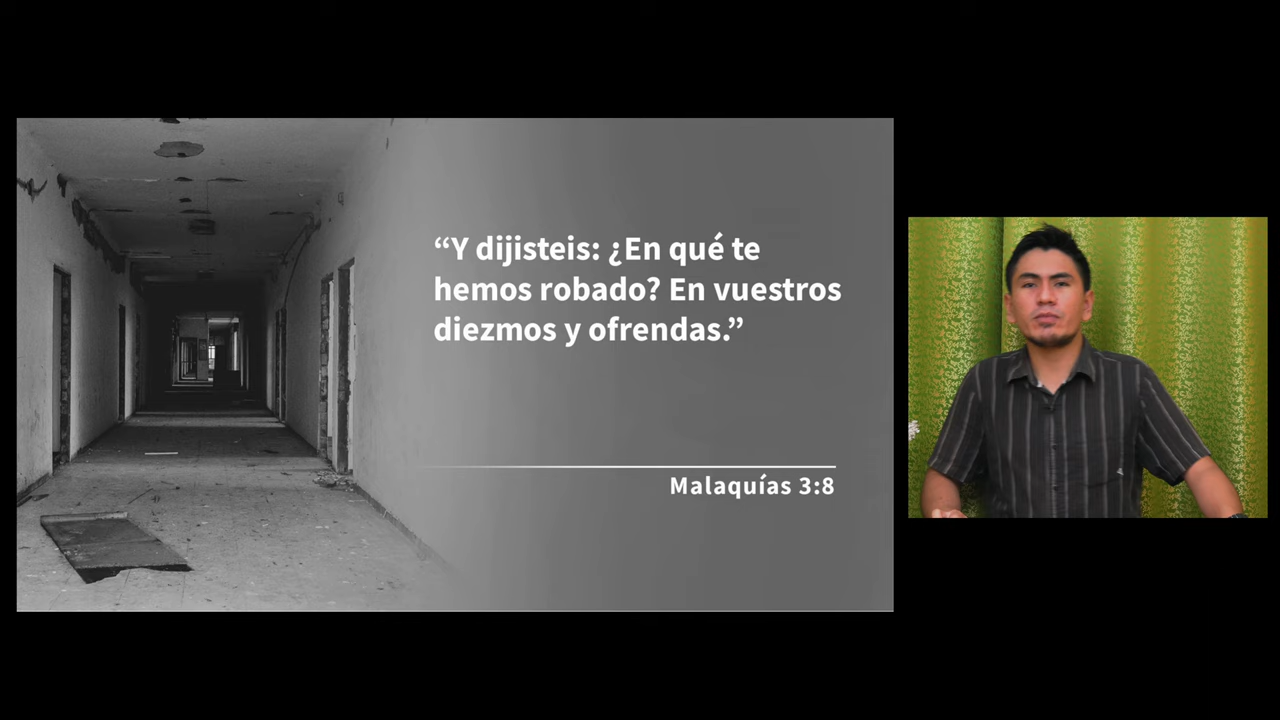 “Y dijisteis: ¿En qué te
hemos robado? En vuestros
diezmos y ofrendas.”
Malaquías 3:8